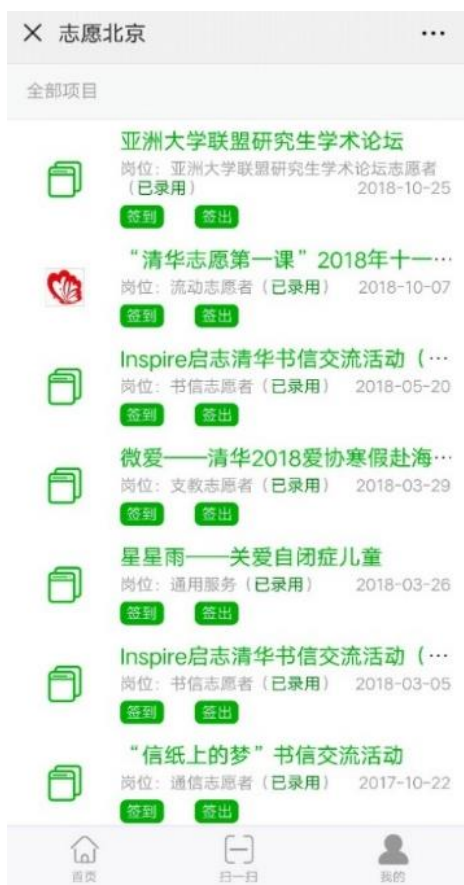 志愿北京
全部项目
亚洲大学联盟研究生学术论坛
岗位：亚洲大学联盟研究生学术论坛志愿者
（已录用） 2018-10-25
签到 签出
“清华志愿第一课”2018年十一…
岗位：流动志愿者（已录用） 2018-10-07
签到 签出
Inspire启志清华书信交流活动（…
岗位：书信志愿者（已录用） 2018-05-20
签到 签出
微爱——清华2018爱协寒假赴海…
岗位：支教志愿者（已录用） 2018-03-29
签到 签出
星星雨——关爱自闭症儿童
岗位：通用服务（已录用） 2018-03-26
签到 签出
Inspire启志清华书信交流活动（…
岗位：书信志愿者（已录用） 2018-03-05
签到 签出
“信纸上的梦”书信交流活动
岗位：通信志愿者（已录用） 2017-10-22
签到 签出
首页 扫一扫 我的